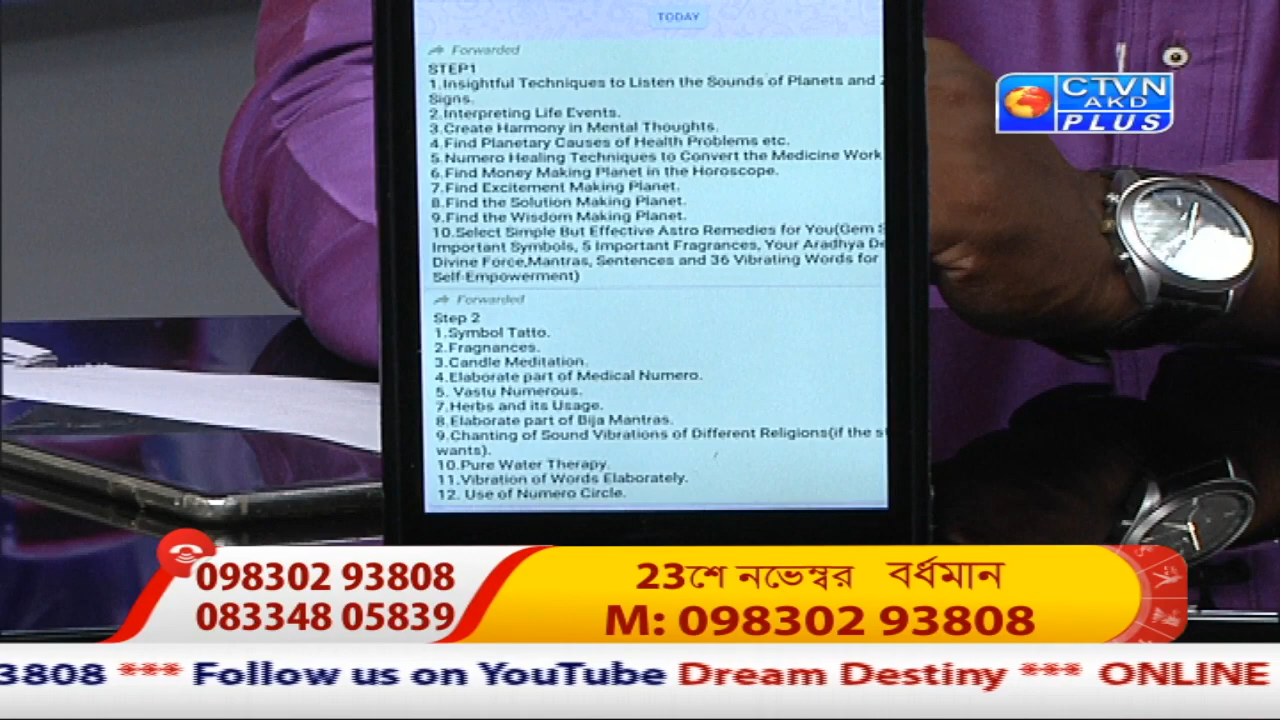 TODAY
Forwarded
STEP1
1.Insightful Techniques to Listen the Sounds of Planets and
Signs.
2.Interpreting Life Events.
3.Create Harmony in Mental Thoughts.
4.Find Planetary Causes of Health Problems etc.
5.Numero Healing Techniques to Convert the Medicine Work
6.Find Money Making Planet in the Horoscope.
7.Find Excitement Making Planet.
8.Find the Solution Making Planet.
9.Find the Wisdom Making Planet.
10.Select Simple But Effective Astro Remedies for You(Gem
Important Symbols, 5 Important Fragrances, Your Aradhya
Divine Force,Mantras, Sentences and 36 Vibrating Words for
Self-Empowerment)
Forwarded
Step 2
1.Symbol Tatto.
2.Fragnances.
3.Candle Meditation.
4.Elaborate part of Medical Numero.
5. Vastu Numerous.
7.Herbs and its Usage.
8.Elaborate part of Bija Mantras.
9.Chanting of Sound Vibrations of Different Religions(if the
wants).
10.Pure Water Therapy.
11.Vibration of Words Elaborately.
12. Use of Numero Circle.
CTVN
AKD
PLUS
098302 93808
083348 05839
23শে নভেম্বর বর্ধমান
M: 098302 93808
3808 *** Follow us on YouTube Dream Destiny *** ONLINE